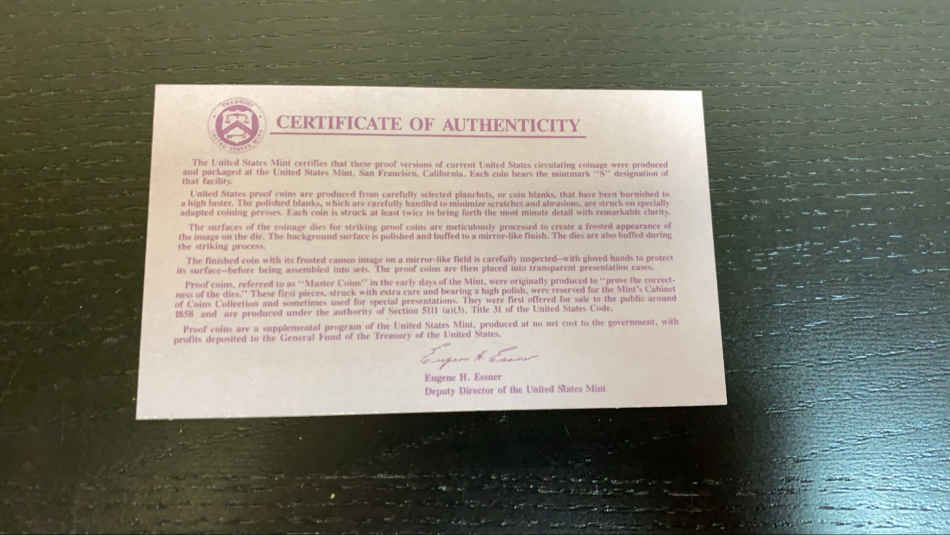 CERTIFICATE OF AUTHENTICITY
The United States Mint certifies that these proof versions of current United States circulating coinage were produced
and packaged at the United States Mint, San Francisco, California. Each coin bears the mintmark "S" designation of
that facility.
United States proof coins are produced from carefully selected planchets, or coin blanks, that have been burnished to
a high luster. The polished blanks, which are carefully handled to minimize scratches and abrasions, are struck on specially
adapted coining presses. Each coin is struck at least twice to bring forth the most minute detail with remarkable clarity.
The surfaces of the coinage dies for striking proof coins are meticulously processed to create a frosted appearance of
the image on the die. The background surface is polished and buffed to a mirror-like finish. The dies are also buffed during
the striking process.
The finished coin with its frosted cameo image on a mirror-like field is carefully inspected—with gloved hands to protect
its surface—before being assembled into sets. The proof coins are then placed into transparent presentation cases.
Proof coins, referred to as "Master Coins" in the early days of the Mint, were originally produced to "prove the correct-
ness of the dies." These first pieces, struck with extra care and bearing a high polish, were reserved for the Mint's Cabinet
of Coins Collection and sometimes used for special presentations. They were first offered for sale to the public around
1858 and are produced under the authority of Section 5111 (a)(3), Title 31 of the United States Code.
Proof coins are a supplemental program of the United States Mint, produced at no net cost to the government, with
profits deposited to the General Fund of the Treasury of the United States.
Eugene H. Essner
Eugene H. Essner
Deputy Director of the United States Mint